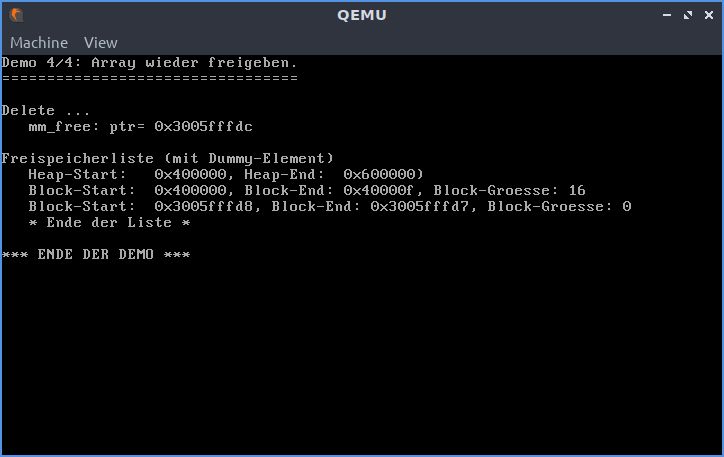 QEMU
Machine View
Demo 4/4: Array wieder freigeben.
=================================
Delete ...
mm_free: ptr= 0x3005fffdc
Freispeicherliste (mit Dummy-Element)
Heap-Start: 0x400000, Heap-End: 0x600000)
Block-Start: 0x400000, Block-End: 0x40000f, Block-Groesse: 16
Block-Start: 0x3005fffd8, Block-End: 0x3005fffd7, Block-Groesse: 0
* Ende der Liste *
*** ENDE DER DEMO ***